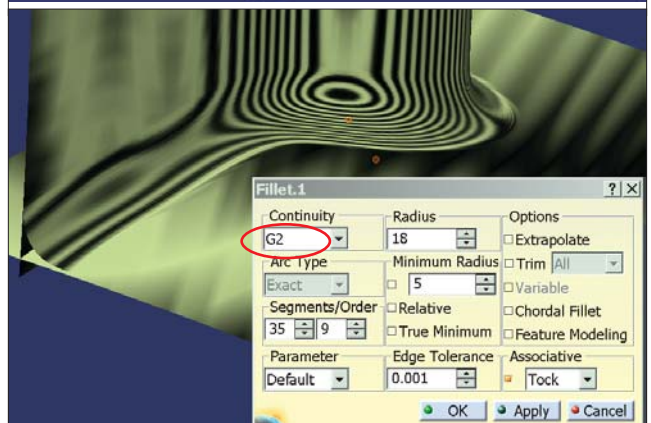 Fillet.1 ? X
Continuity Radius Options
G2 18 Extrapolate
Arc Type Minimum Radius Trim All
Exact 5 Variable
Segments/Order Relative Chordal Fillet
35 9 True Minimum Feature Modeling
Parameter Edge Tolerance Associative
Default 0.001 Tock
OK Apply Cancel